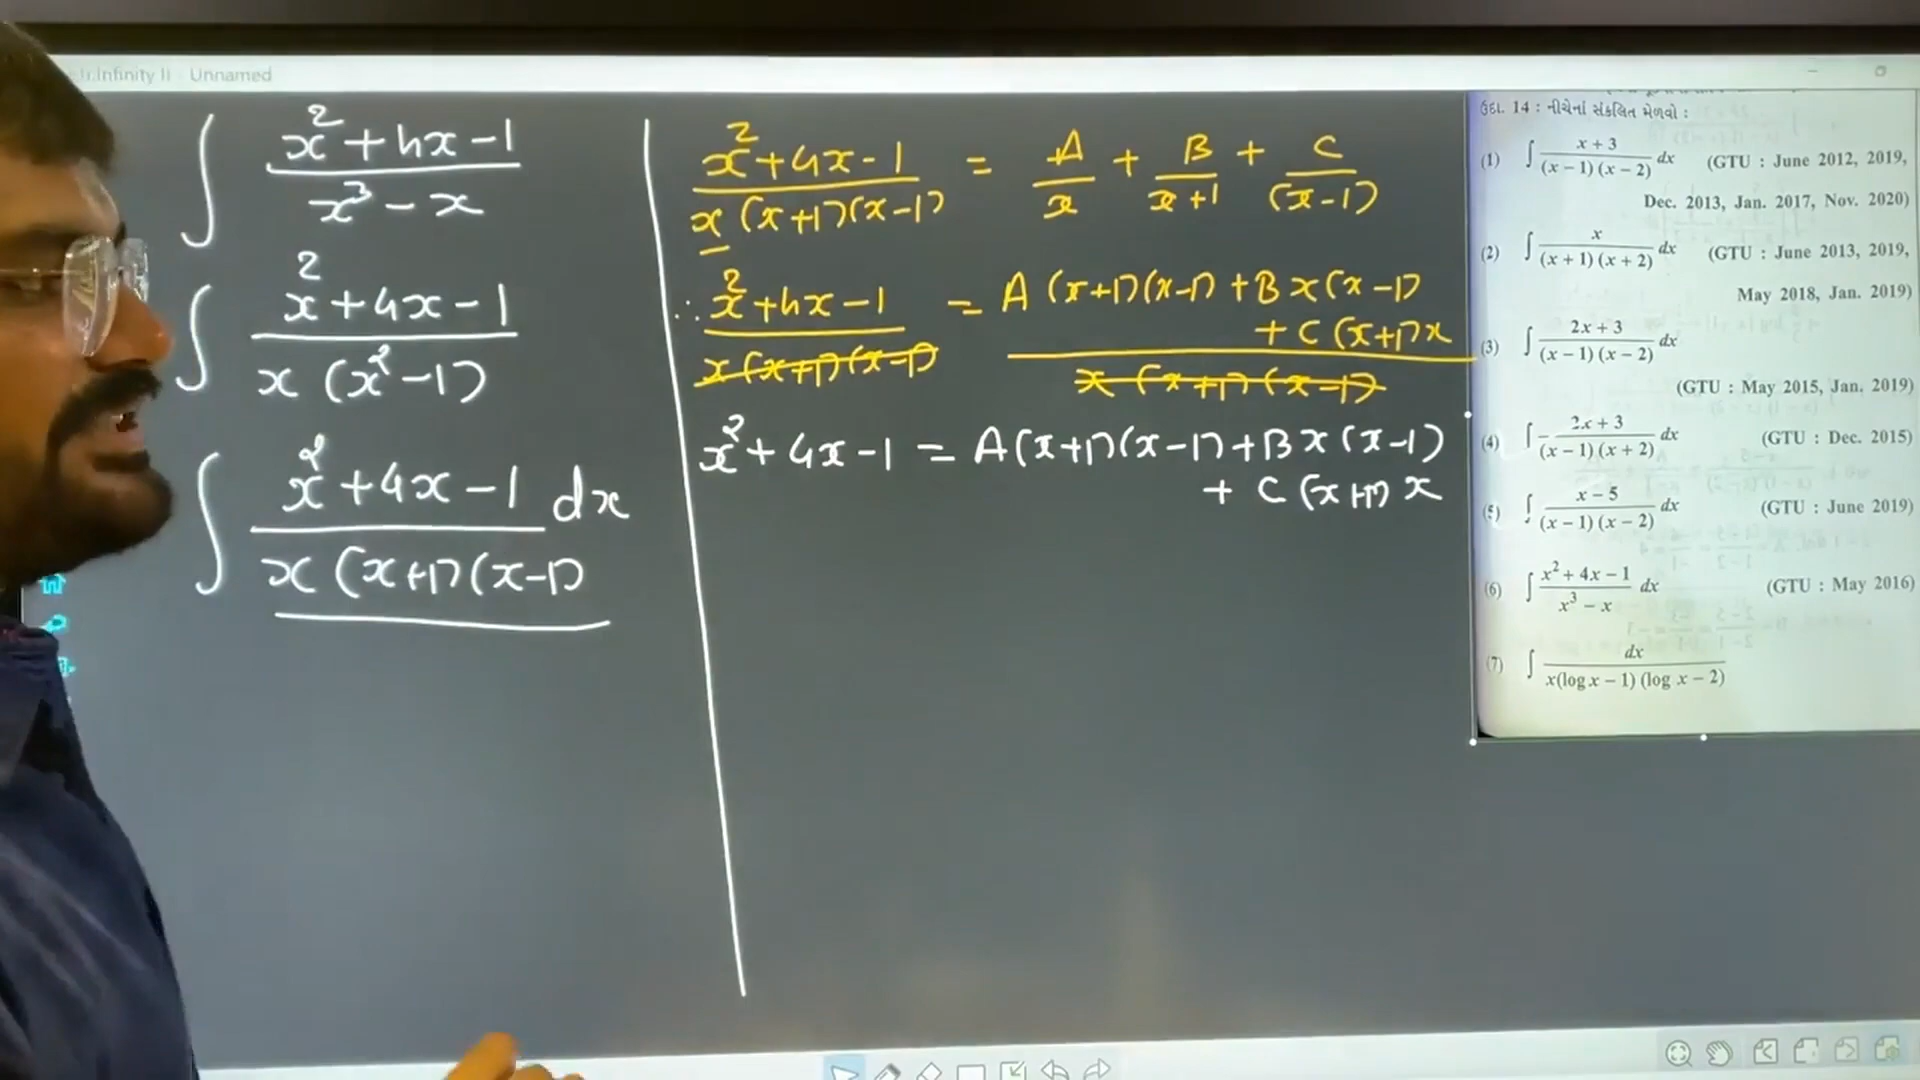 Infinity II - Unnamed
∫ x²+4x-1 / x³-x
∫ x²+4x-1 / x(x²-1)
∫ x²+4x-1 / x(x+1)(x-1) dx
x²+4x-1 / x(x+1)(x-1) = A/x + B/x+1 + C/(x-1)
∴ x²+4x-1 / x(x+1)(x-1) = A(x+1)(x-1)+Bx(x-1) + C(x+1)x / x(x+1)(x-1)
x²+4x-1 = A(x+1)(x-1)+Bx(x-1)
+ C(x+1)x
ઉદા. 14 : નીચેનાં સંકલિત મેળવો :
(1) ∫ x + 3 / (x – 1) (x – 2) dx (GTU : June 2012, 2019,
Dec. 2013, Jan. 2017, Nov. 2020)
(2) ∫ x / (x + 1) (x + 2) dx (GTU : June 2013, 2019,
May 2018, Jan. 2019)
(3) ∫ 2x + 3 / (x – 1) (x – 2) dx
(GTU : May 2015, Jan. 2019)
(4) ∫ 2x + 3 / (x – 1) (x + 2) dx (GTU : Dec. 2015)
(5) ∫ x – 5 / (x – 1) (x – 2) dx (GTU : June 2019)
(6) ∫ x² + 4x – 1 / x³ – x dx (GTU : May 2016)
(7) ∫ dx / x(log x – 1) (log x – 2)